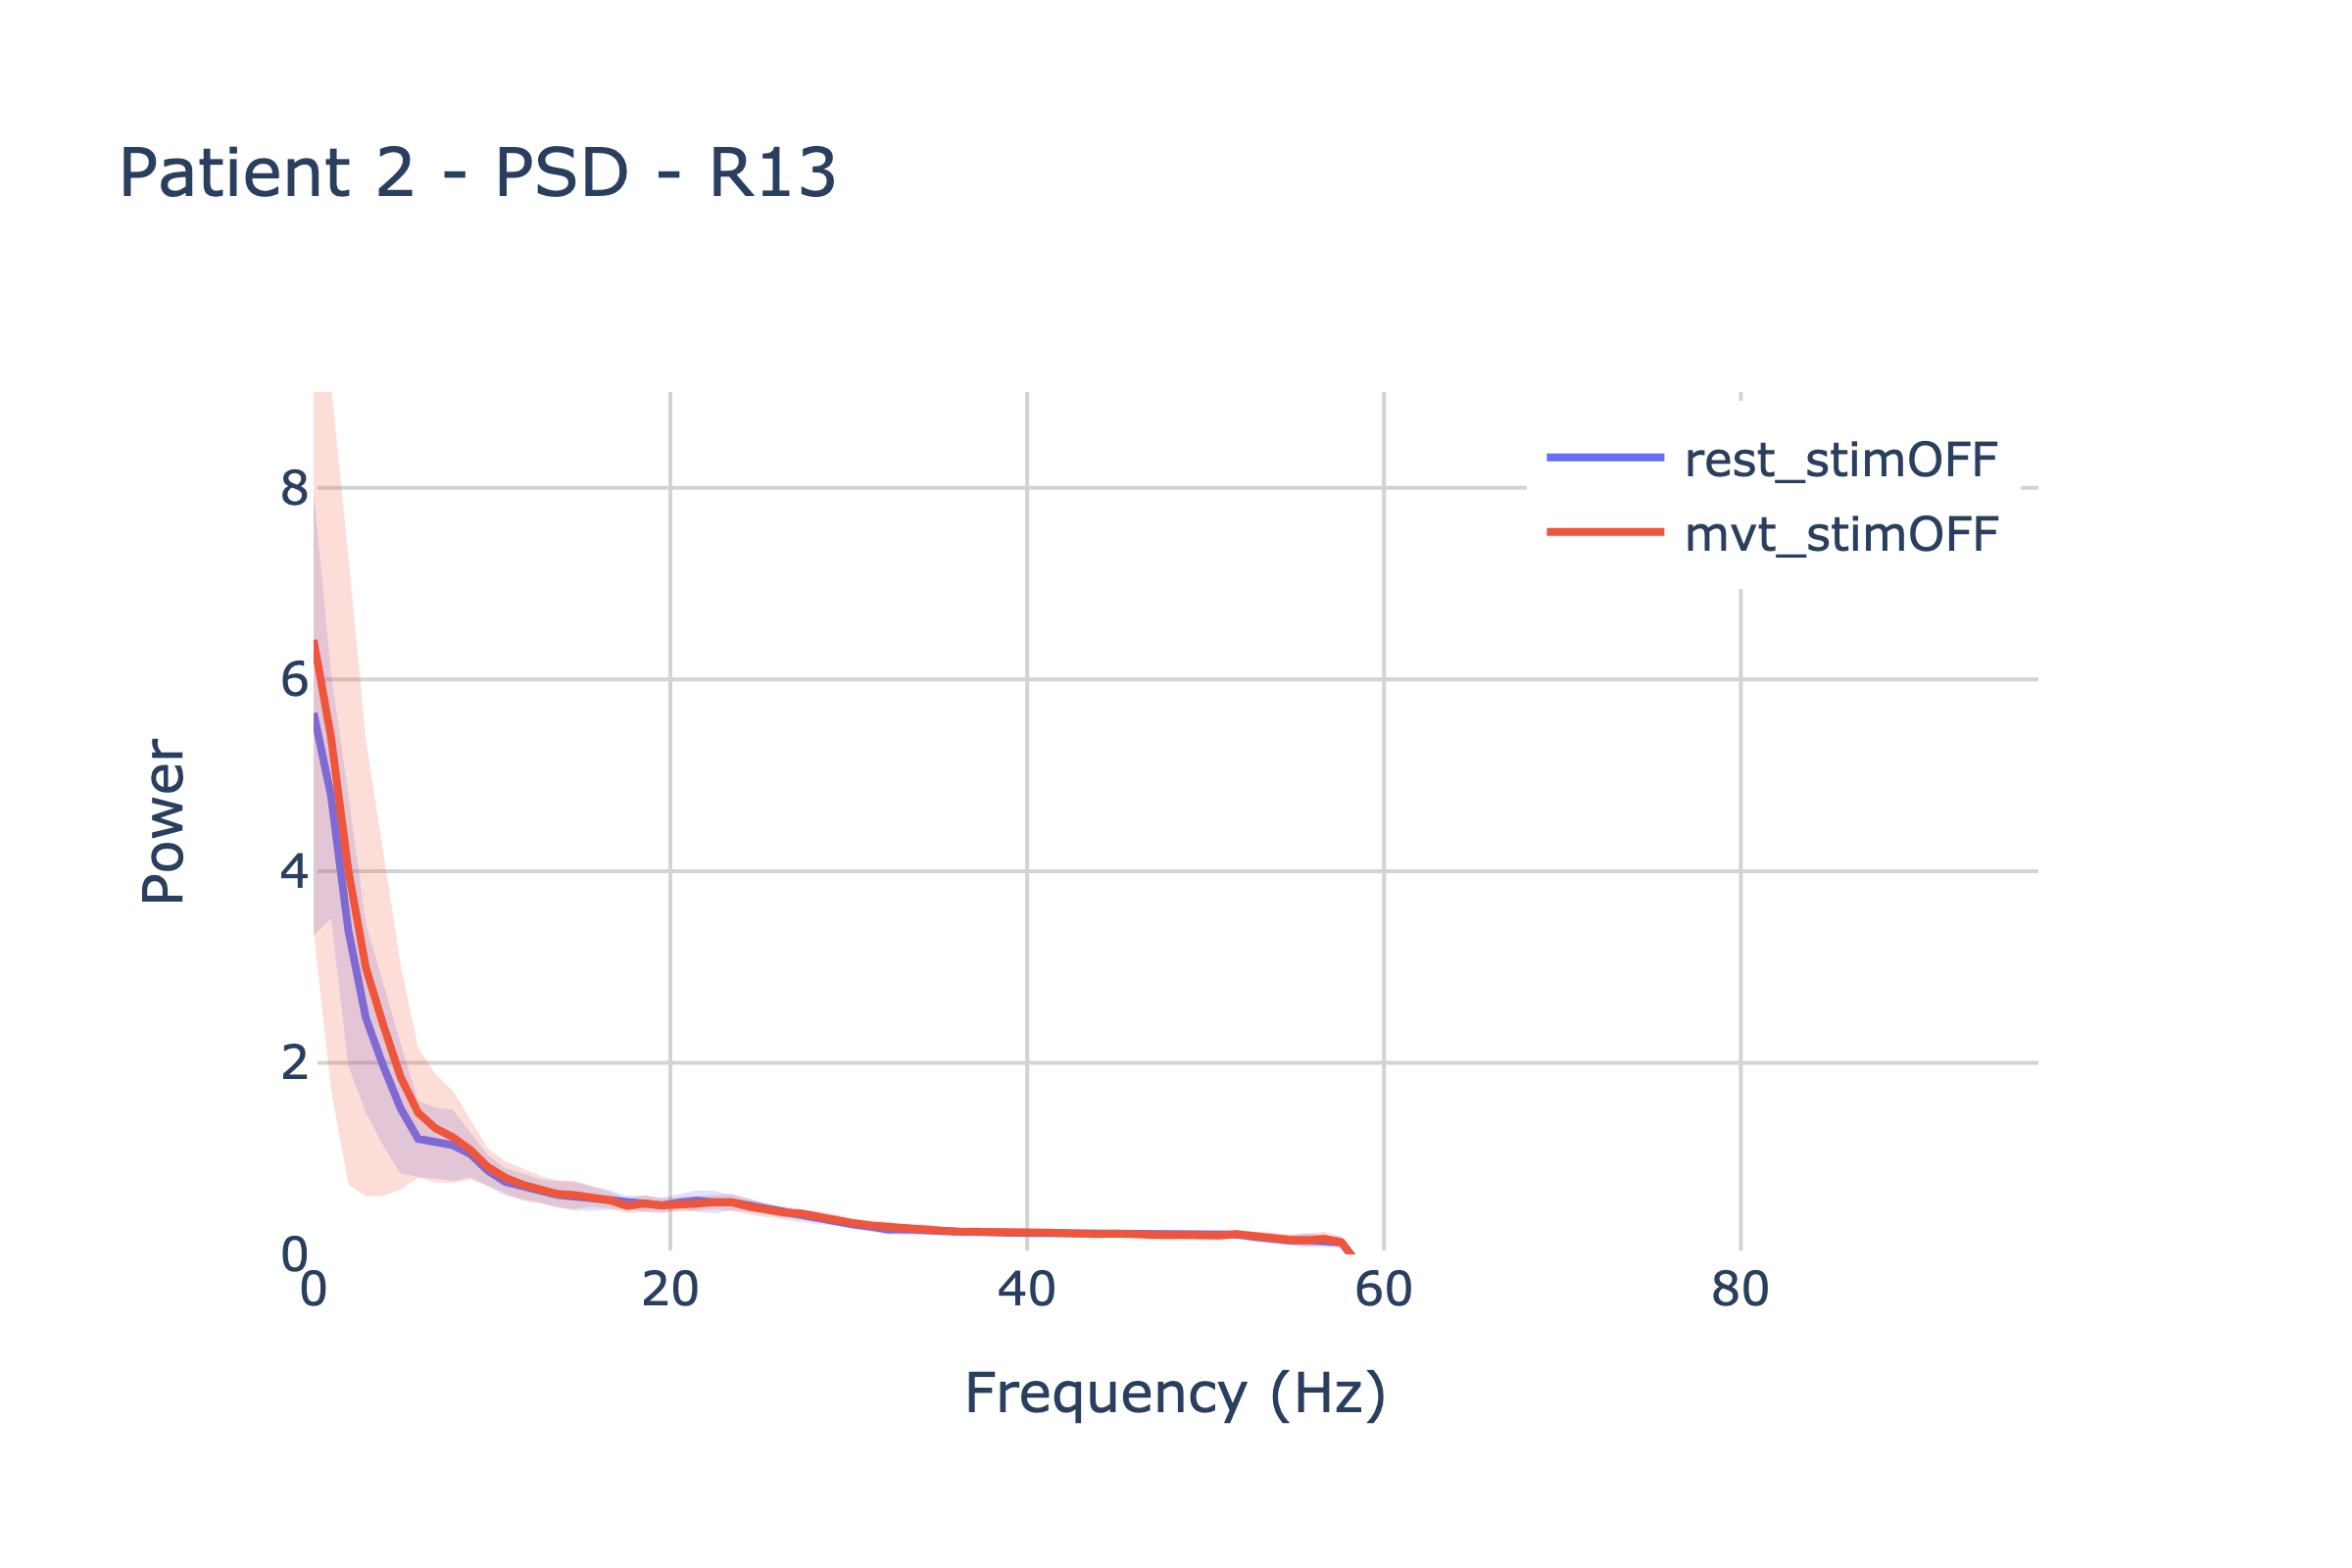 Patient 2 - PSD - R13
rest_stimOFF
mvt_stimOFF
8
6
4
2
0
Power
0 20 40 60 80
Frequency (Hz)